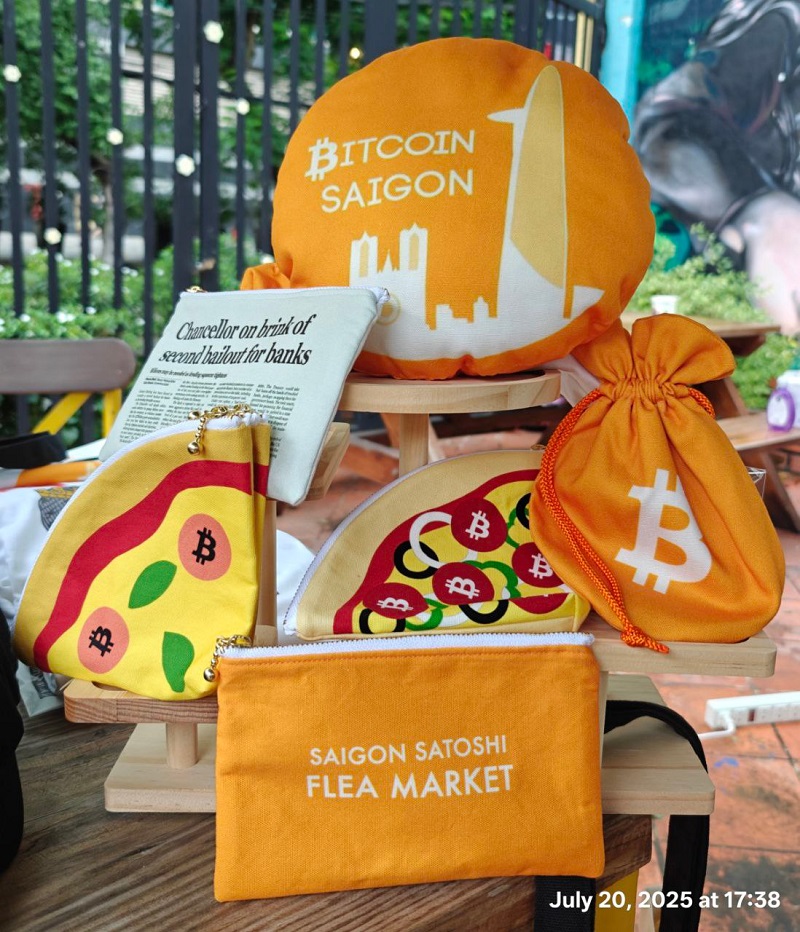 BITCOIN
SAIGON
Chancellor on brink of
second bailout for banks
SAIGON SATOSHI
FLEA MARKET
July 20, 2025 at 17:38